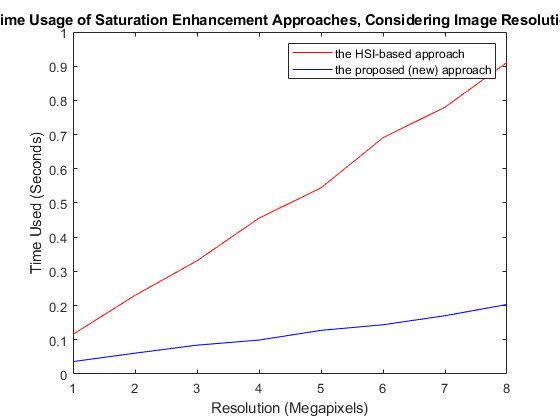 ime Usage of Saturation Enhancement Approaches, Considering Image Resoluti
1
0.9
0.8
0.7
0.6
0.5
0.4
0.3
0.2
0.1
0
Time Used (Seconds)
the HSI-based approach
the proposed (new) approach
1 2 3 4 5 6 7 8
Resolution (Megapixels)